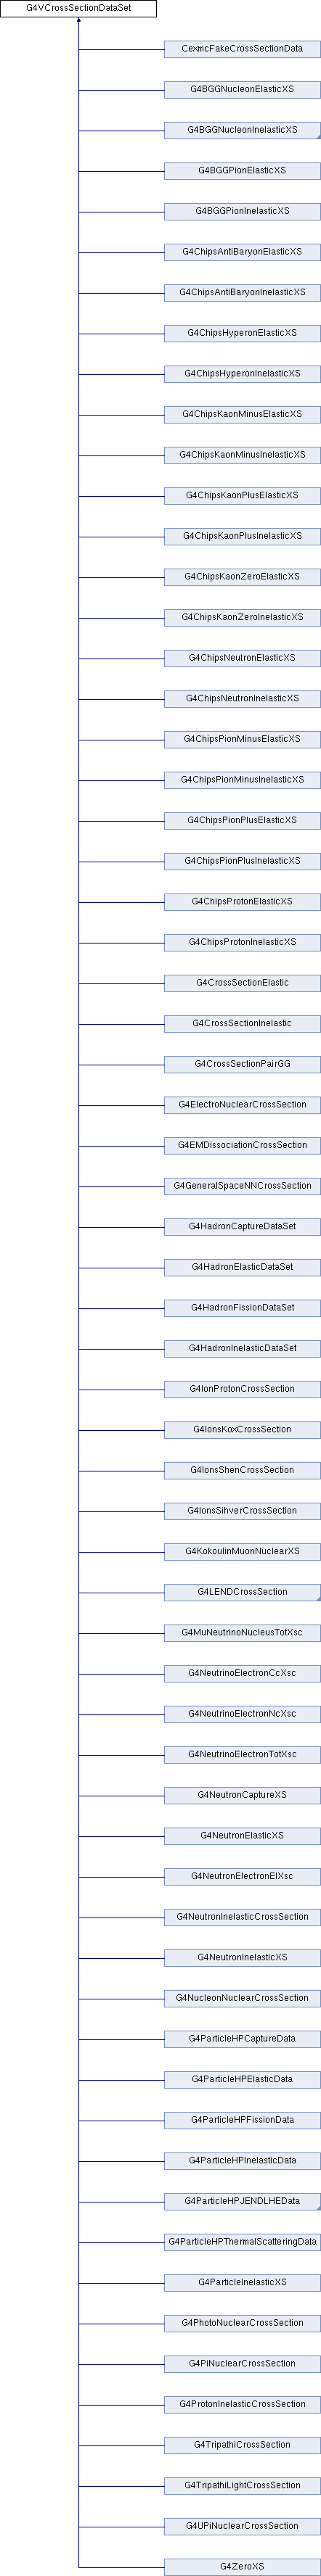 G4VCrossSectionDataSet
CexmcFakeCrossSectionData
G4BGGNucleonElasticXS
G4BGGNucleonInelasticXS
G4BGGPionElasticXS
G4BGGPionInelasticXS
G4ChipsAntiBaryonElasticXS
G4ChipsAntiBaryonInelasticXS
G4ChipsHyperonElasticXS
G4ChipsHyperonInelasticXS
G4ChipsKaonMinusElasticXS
G4ChipsKaonMinusInelasticXS
G4ChipsKaonPlusElasticXS
G4ChipsKaonPlusInelasticXS
G4ChipsKaonZeroElasticXS
G4ChipsKaonZeroInelasticXS
G4ChipsNeutronElasticXS
G4ChipsNeutronInelasticXS
G4ChipsPionMinusElasticXS
G4ChipsPionMinusInelasticXS
G4ChipsPionPlusElasticXS
G4ChipsPionPlusInelasticXS
G4ChipsProtonElasticXS
G4ChipsProtonInelasticXS
G4CrossSectionElastic
G4CrossSectionInelastic
G4CrossSectionPairGG
G4ElectroNuclearCrossSection
G4EMDissociationCrossSection
G4GeneralSpaceNNCrossSection
G4HadronCaptureDataSet
G4HadronElasticDataSet
G4HadronFissionDataSet
G4HadronInelasticDataSet
G4IonProtonCrossSection
G4IonsKoxCrossSection
G4IonsShenCrossSection
G4IonsSihverCrossSection
G4KokoulinMuonNuclearXS
G4LENDCrossSection
G4MuNeutrinoNucleusTotXsc
G4NeutrinoElectronCcXsc
G4NeutrinoElectronNcXsc
G4NeutrinoElectronTotXsc
G4NeutronCaptureXS
G4NeutronElasticXS
G4NeutronElectronElXsc
G4NeutronInelasticCrossSection
G4NeutronInelasticXS
G4NucleonNuclearCrossSection
G4ParticleHPCaptureData
G4ParticleHPElasticData
G4ParticleHPFissionData
G4ParticleHPInelasticData
G4ParticleHPJENDLHEData
G4ParticleHPThermalScatteringData
G4ParticleInelasticXS
G4PhotoNuclearCrossSection
G4PiNuclearCrossSection
G4ProtonInelasticCrossSection
G4TripathiCrossSection
G4TripathiLightCrossSection
G4UPiNuclearCrossSection
G4ZeroXS